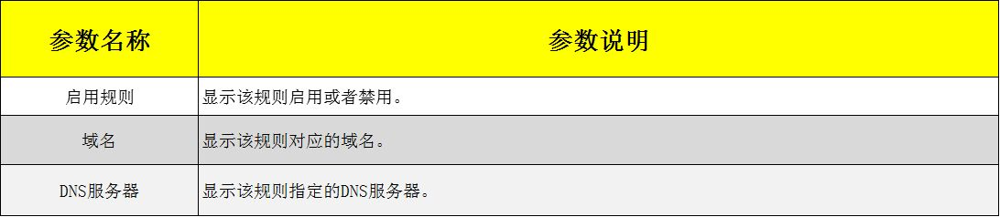 参数名称 参数说明
启用规则 显示该规则启用或者禁用。
域名 显示该规则对应的域名。
DNS服务器 显示该规则指定的DNS服务器。